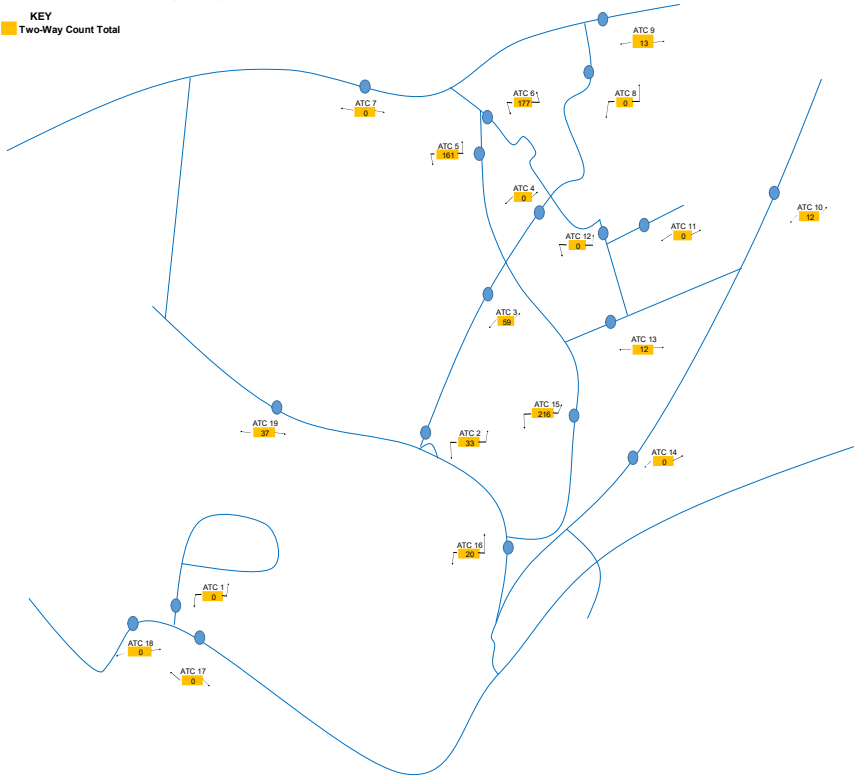 KEY
Two-Way Count Total
ATC 9
13
ATC 6
177
ATC 8
0
ATC 7
0
ATC 5
161
ATC 4
0
ATC 10
12
ATC 11
0
ATC 12
0
ATC 3
59
ATC 13
12
ATC 15
216
ATC 19
37
ATC 2
33
ATC 14
0
ATC 16
20
ATC 1
0
ATC 18
0
ATC 17
0